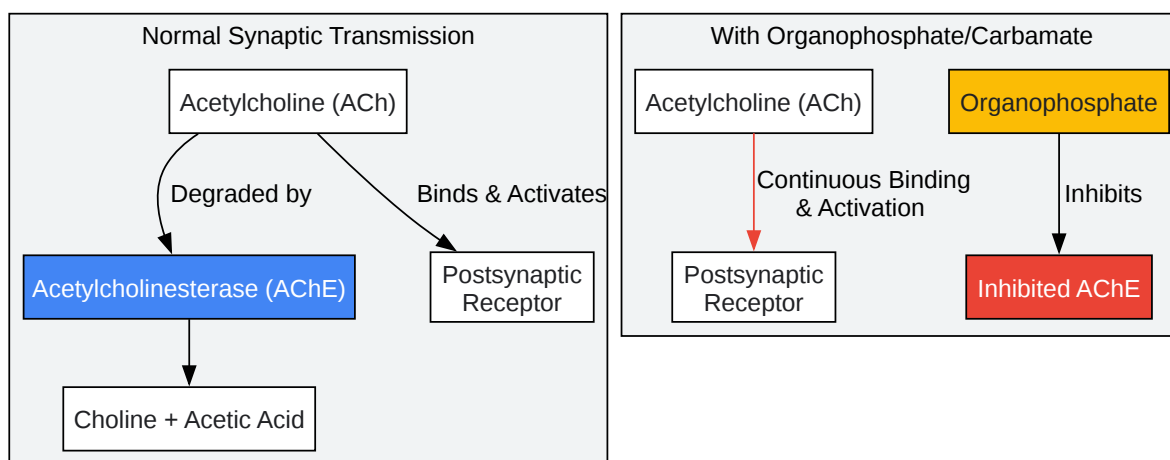 Normal Synaptic Transmission
Acetylcholine (ACh)
Degraded by
Binds & Activates
Acetylcholinesterase (AChE)
Postsynaptic
Receptor
Choline + Acetic Acid
With Organophosphate/Carbamate
Acetylcholine (ACh)
Organophosphate
Continuous Binding
& Activation
Inhibits
Postsynaptic
Receptor
Inhibited AChE